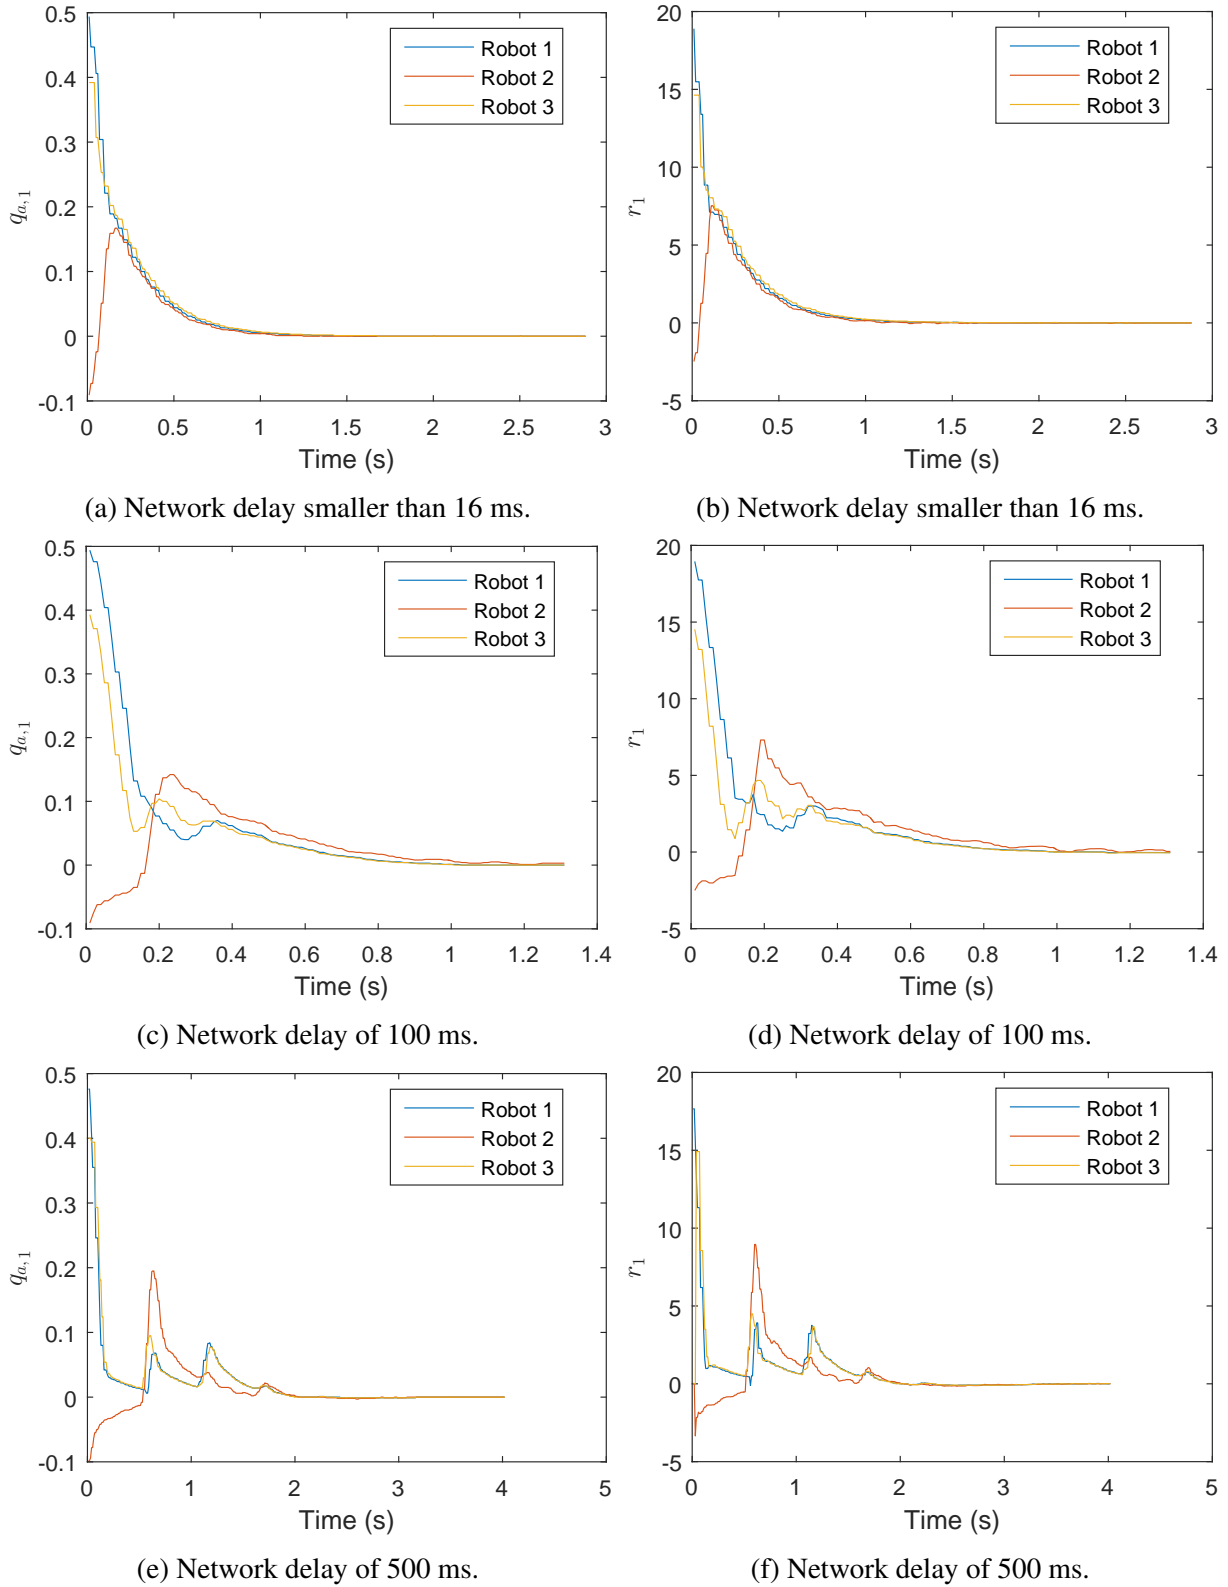 0.5
0.4
0.3
0.2
0.1
0
-0.1
q_{a,1}
Robot 1
Robot 2
Robot 3
0 0.5 1 1.5 2 2.5 3
Time (s)
(a) Network delay smaller than 16 ms.
20
15
10
5
0
-5
r_1
Robot 1
Robot 2
Robot 3
0 0.5 1 1.5 2 2.5 3
Time (s)
(b) Network delay smaller than 16 ms.
0.5
0.4
0.3
0.2
0.1
0
-0.1
q_{a,1}
Robot 1
Robot 2
Robot 3
0 0.2 0.4 0.6 0.8 1 1.2 1.4
Time (s)
(c) Network delay of 100 ms.
20
15
10
5
0
-5
r_1
Robot 1
Robot 2
Robot 3
0 0.2 0.4 0.6 0.8 1 1.2 1.4
Time (s)
(d) Network delay of 100 ms.
0.5
0.4
0.3
0.2
0.1
0
-0.1
q_{a,1}
Robot 1
Robot 2
Robot 3
0 1 2 3 4 5
Time (s)
(e) Network delay of 500 ms.
20
15
10
5
0
-5
r_1
Robot 1
Robot 2
Robot 3
0 1 2 3 4 5
Time (s)
(f) Network delay of 500 ms.